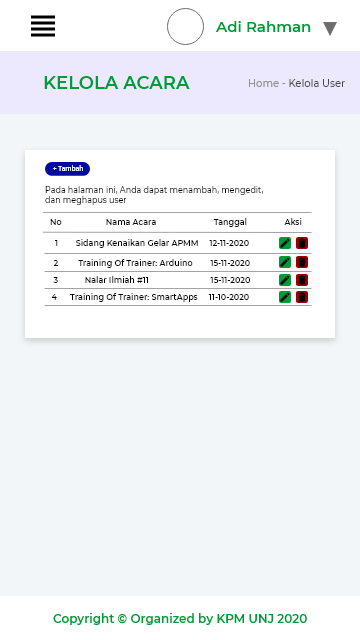 Adi Rahman
KELOLA ACARA
Home - Kelola User
+ Tambah
Pada halaman ini, Anda dapat menambah, mengedit,
dan meghapus user
No Nama Acara Tanggal Aksi
1 Sidang Kenaikan Gelar APMM 12-11-2020
2 Training Of Trainer: Arduino 15-11-2020
3 Nalar Ilmiah #11 15-11-2020
4 Training Of Trainer: SmartApps 11-10-2020
Copyright © Organized by KPM UNJ 2020